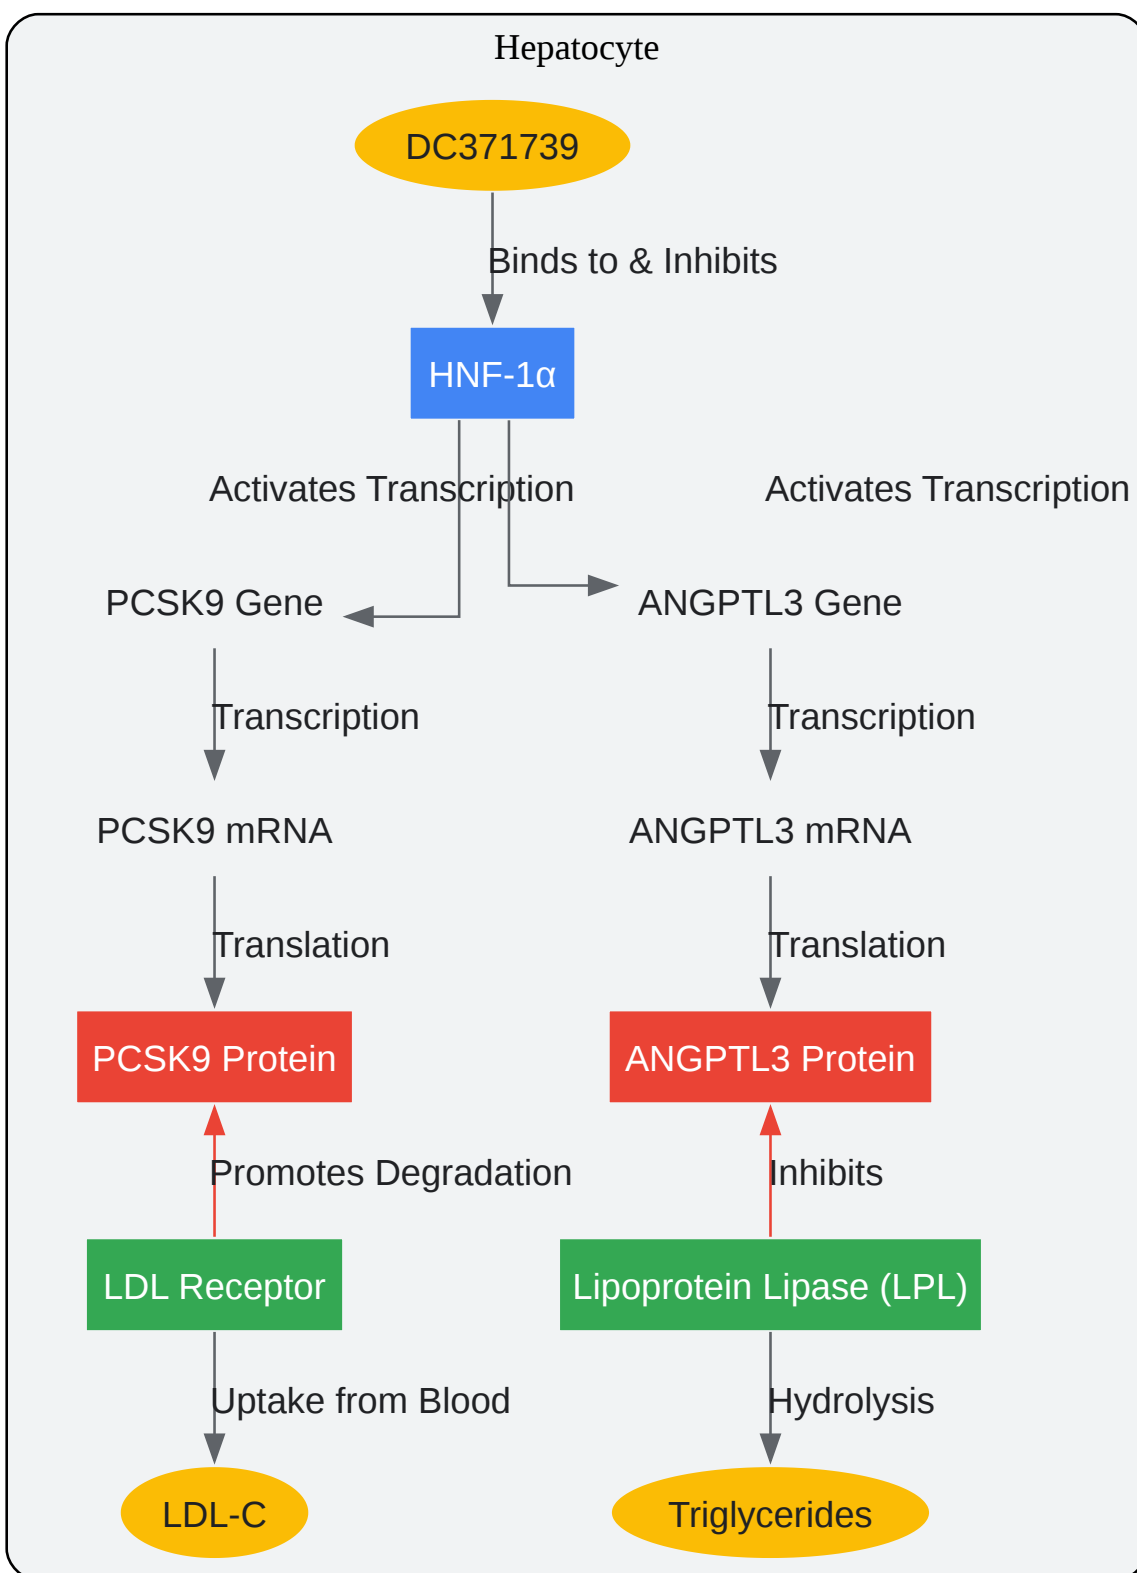 Hepatocyte
DC371739
Binds to & Inhibits
HNF-1α
Activates Transcription
Activates Transcription
PCSK9 Gene
ANGPTL3 Gene
Transcription
Transcription
PCSK9 mRNA
ANGPTL3 mRNA
Translation
Translation
PCSK9 Protein
ANGPTL3 Protein
Promotes Degradation
Inhibits
LDL Receptor
Lipoprotein Lipase (LPL)
Uptake from Blood
Hydrolysis
LDL-C
Triglycerides